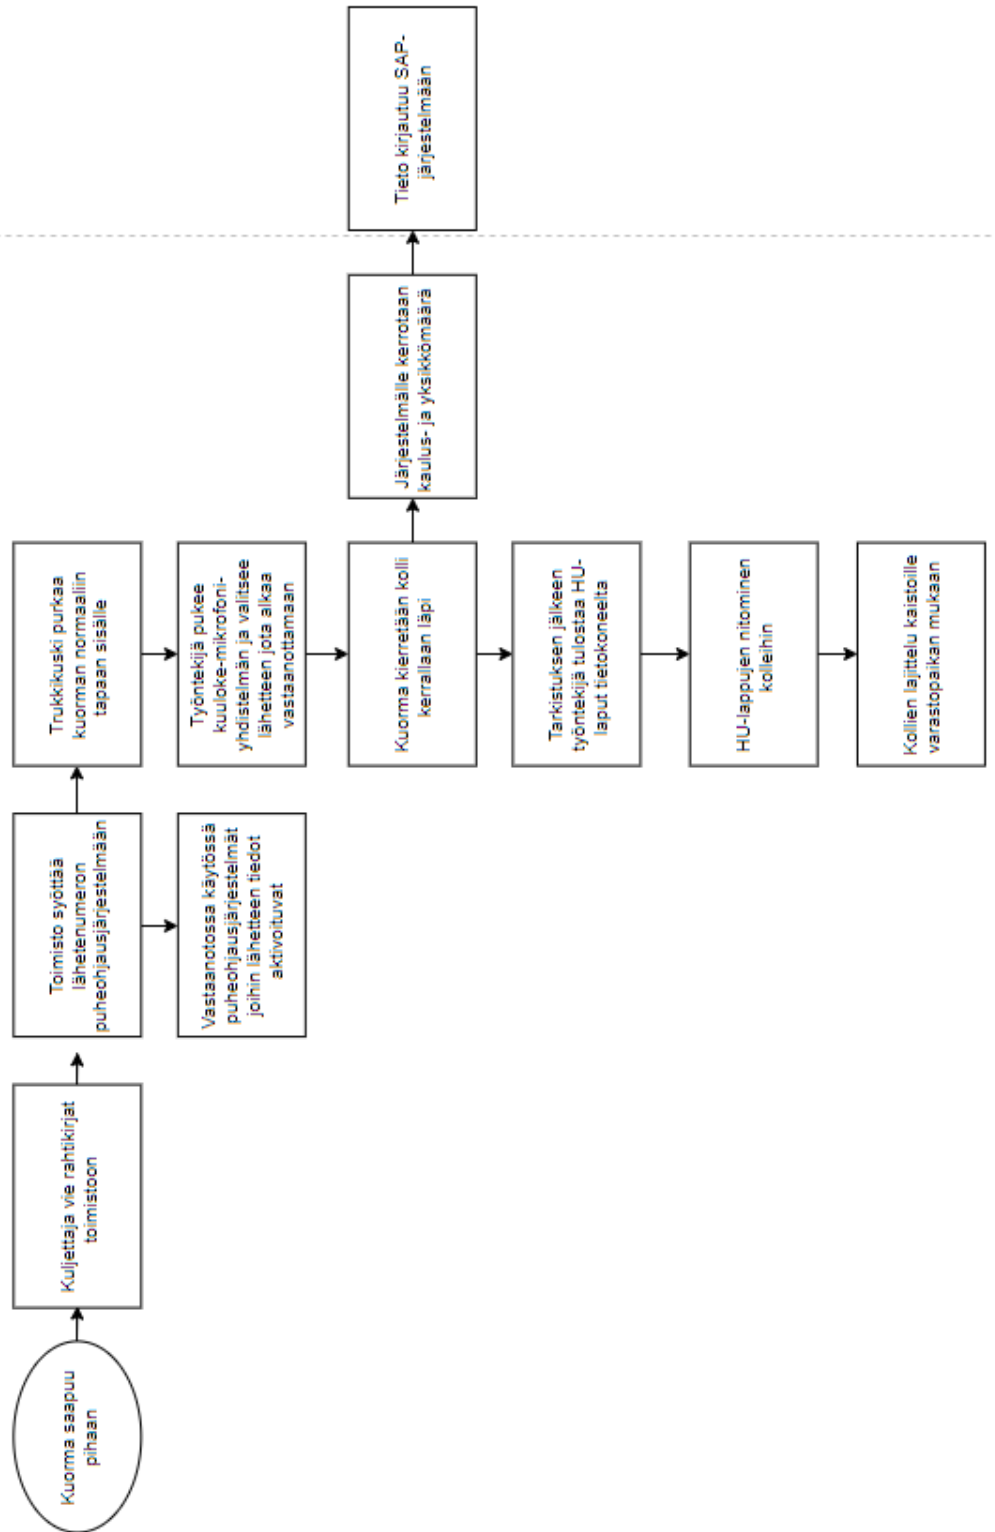 Kuorma saapuu
pihaan
Kuljettaja vie rahtikirjat
toimistoon
Toimisto syöttää
lähetenumeron
puheohjausjärjestelmään
Vastaanotossa käytössä
puheohjausjärjestelmät
joihin lähetteen tiedot
aktivoituvat
Trukkikuski purkaa
kuorman normaaliin
tapaan sisälle
Työntekijä pukee
kuuloke-mikrofoni-
yhdistelmän ja valitsee
lähetteen jota alkaa
vastaanottamaan
Kuorma kierretään kolli
kerrallaan läpi
Järjestelmälle kerrotaan
kaulus- ja yksikkömäärä
Tieto kirjautuu SAP-
järjestelmään
Tarkistuksen jälkeen
työntekijä tulostaa HU-
laput tietokoneelta
HU-lappujen nitominen
kolleihin
Kollien lajittelu kaistoille
varastopaikan mukaan